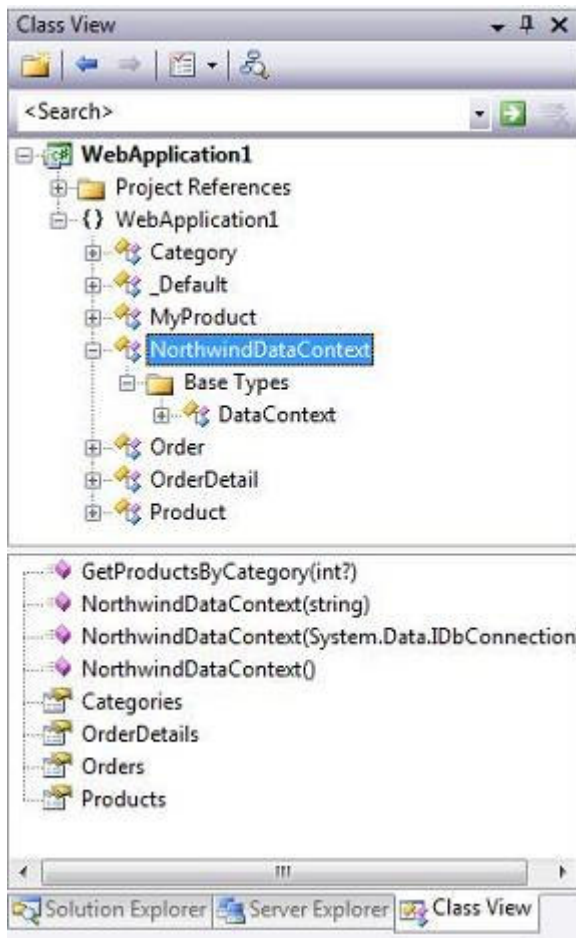 Class View
<Search>
WebApplication1
Project References
{} WebApplication1
Category
_Default
MyProduct
NorthwindDataContext
Base Types
DataContext
Order
OrderDetail
Product
GetProductsByCategory(int?)
NorthwindDataContext(string)
NorthwindDataContext(System.Data.IDbConnection
NorthwindDataContext()
Categories
OrderDetails
Orders
Products
Solution Explorer Server Explorer Class View